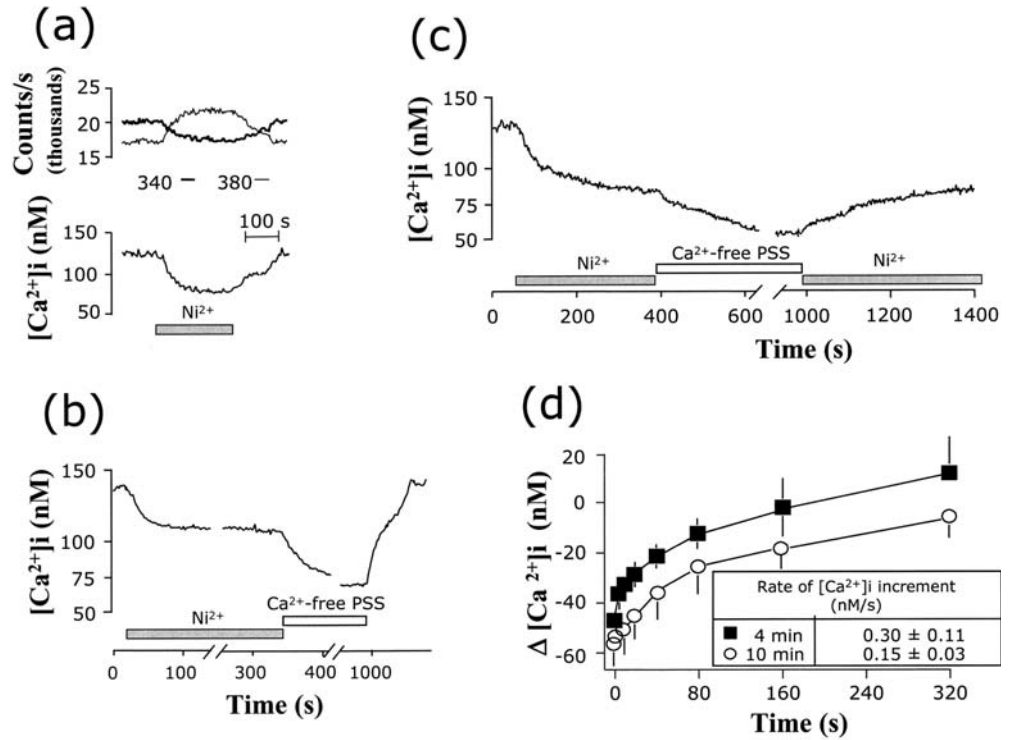 (a)
Counts/s
(thousands)
25
20
15
340
380
100 s
[Ca²⁺]i (nM)
150
100
50
Ni²⁺
(b)
[Ca²⁺]i (nM)
150
100
75
50
Ni²⁺
Ca²⁺-free PSS
0 100 300 400 1000
Time (s)
(c)
[Ca²⁺]i (nM)
150
100
75
50
Ni²⁺
Ca²⁺-free PSS
Ni²⁺
0 200 400 600 1000 1200 1400
Time (s)
(d)
Δ [Ca²⁺]i (nM)
20
0
-20
-40
-60
Rate of [Ca²⁺]i increment
(nM/s)
4 min 0.30 ± 0.11
10 min 0.15 ± 0.03
0 80 160 240 320
Time (s)